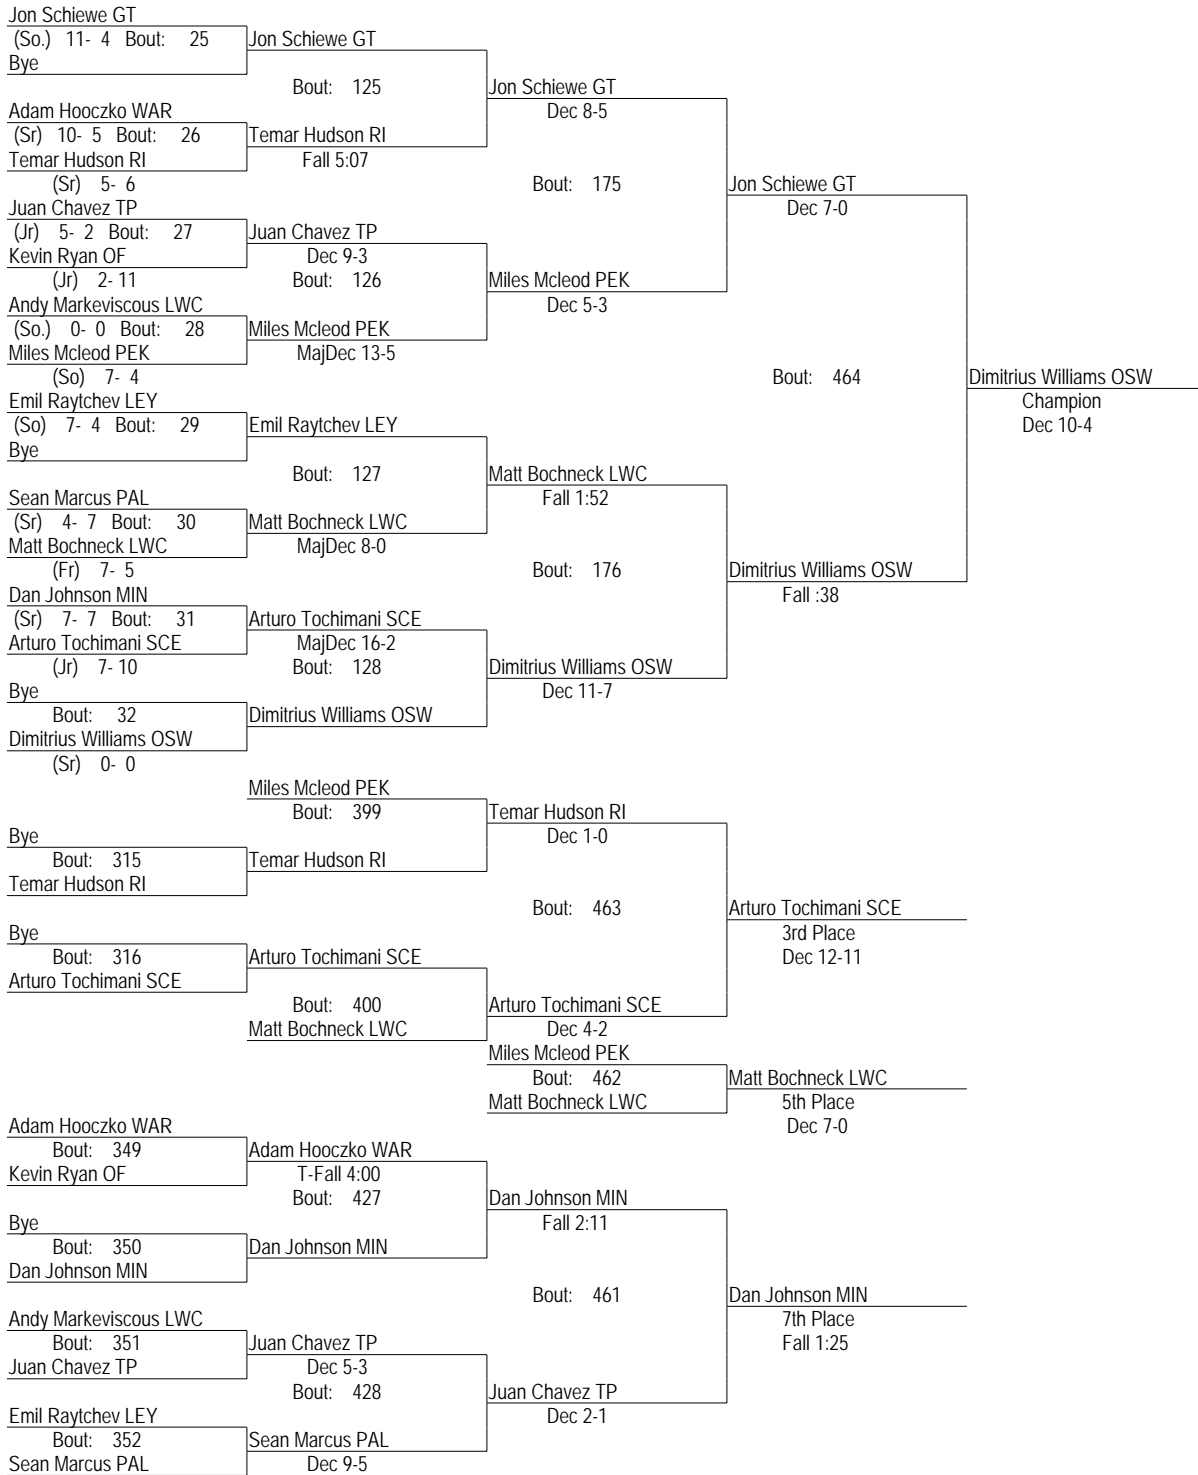 Jon Schiewe GT
(So.) 11- 4 Bout: 25 Jon Schiewe GT
Bye
Bout: 125 Jon Schiewe GT
Adam Hooczko WAR Dec 8-5
(Sr) 10- 5 Bout: 26 Temar Hudson RI
Temar Hudson RI Fall 5:07
(Sr) 5- 6 Bout: 175 Jon Schiewe GT
Juan Chavez TP Dec 7-0
(Jr) 5- 2 Bout: 27 Juan Chavez TP
Kevin Ryan OF Dec 9-3
(Jr) 2- 11 Bout: 126 Miles Mcleod PEK
Andy Markeviscous LWC Dec 5-3
(So.) 0- 0 Bout: 28 Miles Mcleod PEK
Miles Mcleod PEK MajDec 13-5
(So) 7- 4 Bout: 464 Dimitrius Williams OSW
Emil Raytchev LEY Champion
(So) 7- 4 Bout: 29 Emil Raytchev LEY Dec 10-4
Bye
Bout: 127 Matt Bochneck LWC
Sean Marcus PAL Fall 1:52
(Sr) 4- 7 Bout: 30 Matt Bochneck LWC
Matt Bochneck LWC MajDec 8-0
(Fr) 7- 5 Bout: 176 Dimitrius Williams OSW
Dan Johnson MIN Fall :38
(Sr) 7- 7 Bout: 31 Arturo Tochimani SCE
Arturo Tochimani SCE MajDec 16-2
(Jr) 7- 10 Bout: 128 Dimitrius Williams OSW
Bye Dec 11-7
Bout: 32 Dimitrius Williams OSW
Dimitrius Williams OSW
(Sr) 0- 0
Miles Mcleod PEK
Bout: 399 Temar Hudson RI
Bye Dec 1-0
Bout: 315 Temar Hudson RI
Temar Hudson RI
Bout: 463 Arturo Tochimani SCE
Bye 3rd Place
Bout: 316 Arturo Tochimani SCE Dec 12-11
Arturo Tochimani SCE
Bout: 400 Arturo Tochimani SCE
Matt Bochneck LWC Dec 4-2
Miles Mcleod PEK
Bout: 462 Matt Bochneck LWC
Matt Bochneck LWC 5th Place
Adam Hooczko WAR Dec 7-0
Bout: 349 Adam Hooczko WAR
Kevin Ryan OF T-Fall 4:00
Bout: 427 Dan Johnson MIN
Bye Fall 2:11
Bout: 350 Dan Johnson MIN
Dan Johnson MIN
Bout: 461 Dan Johnson MIN
Andy Markeviscous LWC 7th Place
Bout: 351 Juan Chavez TP Fall 1:25
Juan Chavez TP Dec 5-3
Bout: 428 Juan Chavez TP
Emil Raytchev LEY Dec 2-1
Bout: 352 Sean Marcus PAL
Sean Marcus PAL Dec 9-5